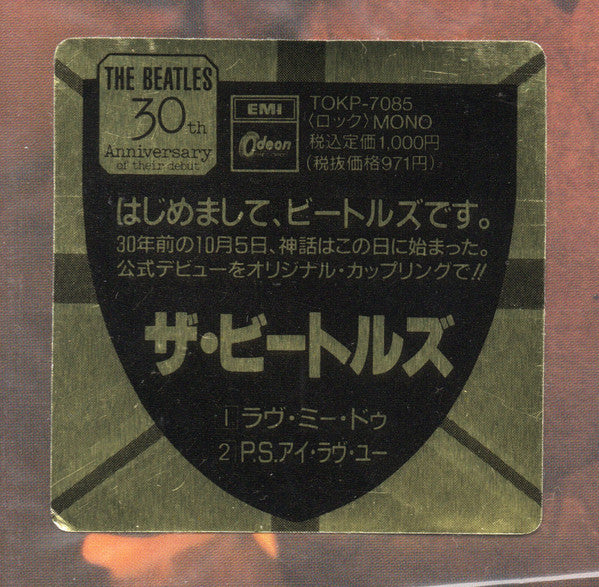 THE BEATLES
30th
Anniversary
of their debut
EMI
Odeon
TOKP-7085
〈ロック〉MONO
税込定価1,000円
(税抜価格971円)
はじめまして、ビートルズです。
30年前の10月5日、神話はこの日に始まった。
公式デビューをオリジナル・カップリングで!!
ザ・ビートルズ
1 ラヴ・ミー・ドゥ
2 P.S.アイ・ラヴ・ユー